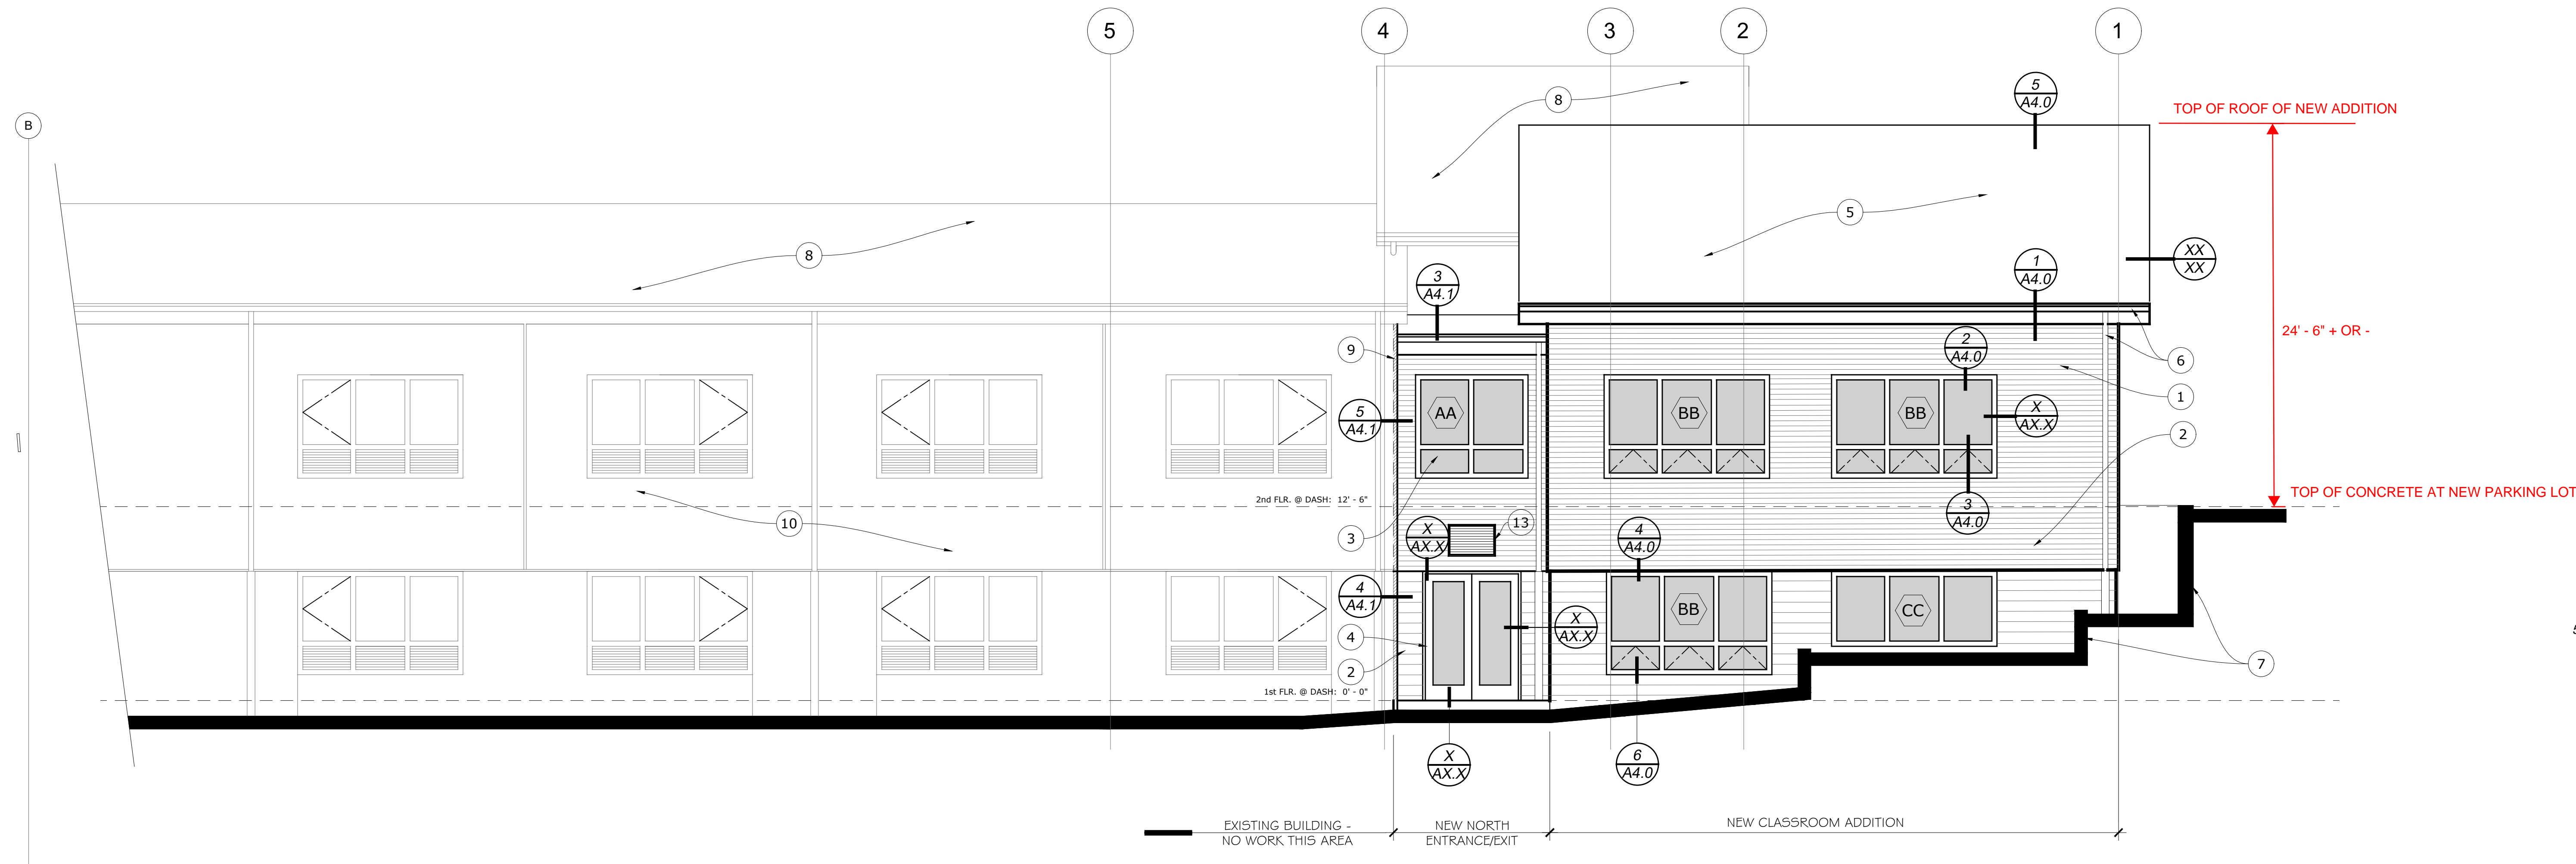 5
4
3
2
1
B
8
5
A4.0
TOP OF ROOF OF NEW ADDITION
5
8
XX
XX
1
A4.0
3
A4.1
24' - 6" + OR -
9
2
A4.0
6
1
AA
BB
BB
X
AX.X
5
A4.1
2
2nd FLR. @ DASH: 12' - 6"
TOP OF CONCRETE AT NEW PARKING LOT
10
3
X
AX.X
13
4
A4.0
3
A4.0
4
A4.1
BB
CC
X
AX.X
5
4
2
7
1st FLR. @ DASH: 0' - 0"
X
AX.X
6
A4.0
EXISTING BUILDING -
NO WORK THIS AREA
NEW NORTH
ENTRANCE/EXIT
NEW CLASSROOM ADDITION